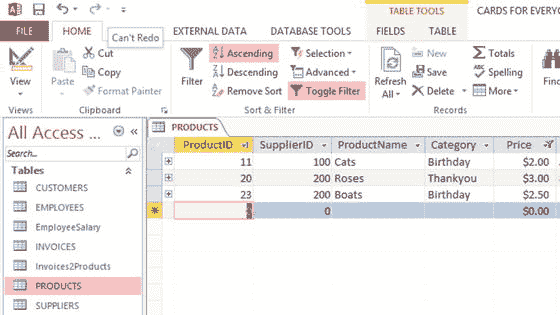 TABLE TOOLS
CARDS FOR EVERYO
FILE HOME EXTERNAL DATA DATABASE TOOLS FIELDS TABLE
Can't Redo
View
Views
Paste
Cut
Copy
Format Painter
Clipboard
Filter
Ascending
Descending
Remove Sort
Selection
Advanced
Toggle Filter
Sort & Filter
Refresh
All
New
Save
Delete
Totals
Spelling
More
Records
Find
All Access ...
Search...
Tables
CUSTOMERS
EMPLOYEES
EmployeeSalary
INVOICES
Invoices2Products
PRODUCTS
SUPPLIERS
PRODUCTS
ProductID SupplierID ProductName Category Price
11 100 Cats Birthday $2.00
20 200 Roses Thankyou $3.00
23 200 Boats Birthday $2.50
0 $0.00